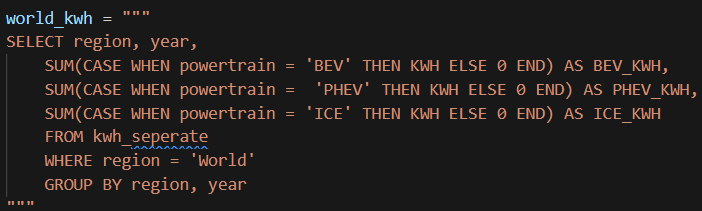 world_kwh = """
SELECT region, year,
    SUM(CASE WHEN powertrain = 'BEV' THEN KWH ELSE 0 END) AS BEV_KWH,
    SUM(CASE WHEN powertrain =  'PHEV' THEN KWH ELSE 0 END) AS PHEV_KWH,
    SUM(CASE WHEN powertrain = 'ICE' THEN KWH ELSE 0 END) AS ICE_KWH
    FROM kwh_seperate
    WHERE region = 'World'
    GROUP BY region, year
"""